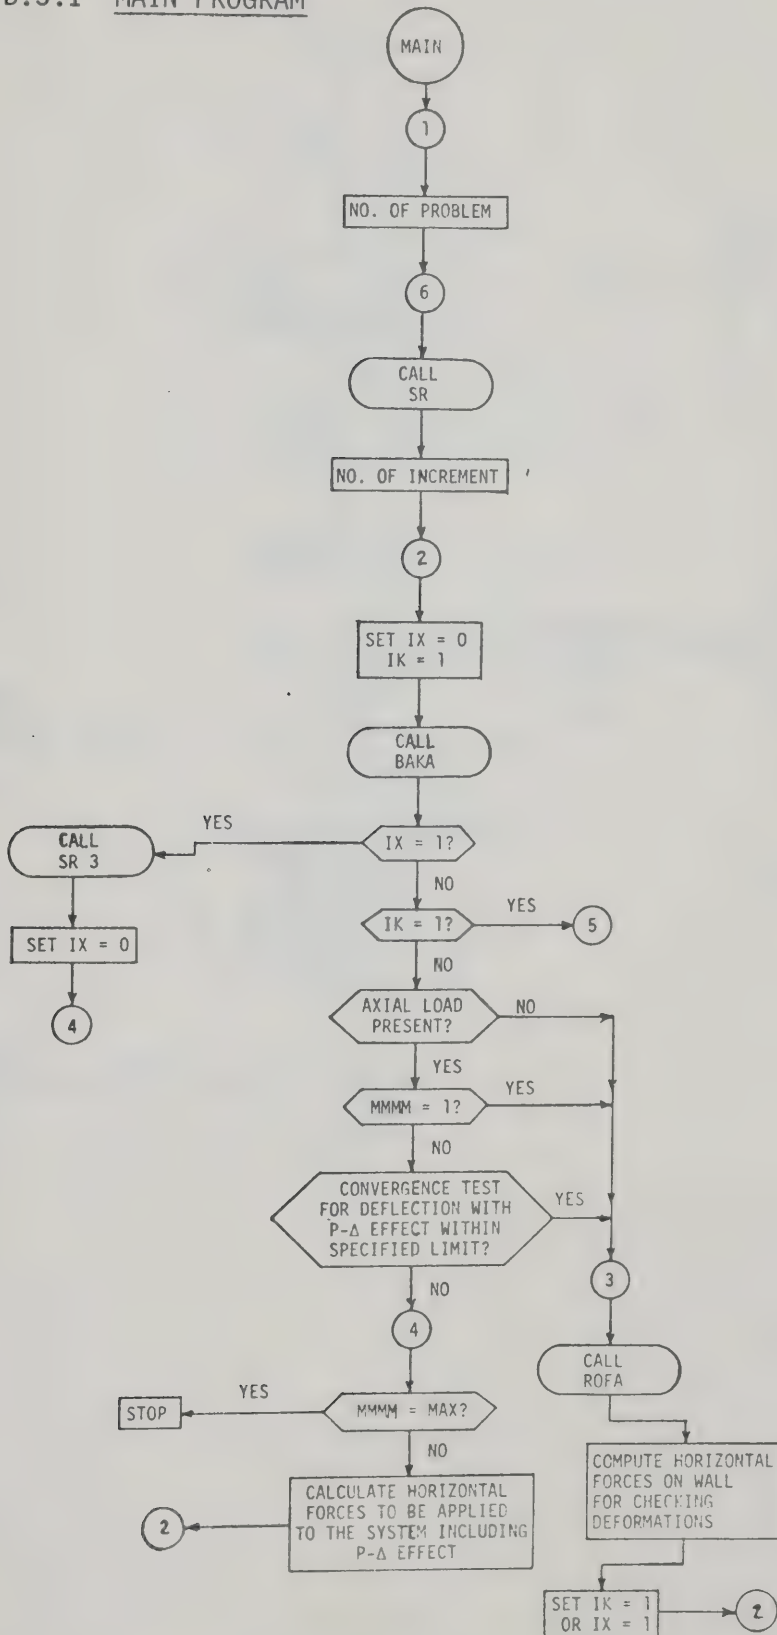 MAIN PROGRAM
MAIN
1
NO. OF PROBLEM
6
CALL
SR
NO. OF INCREMENT
2
SET IX = 0
IK = 1
CALL
BAKA
IX = 1?
YES
CALL
SR 3
SET IX = 0
4
NO
IK = 1?
YES
5
NO
AXIAL LOAD
PRESENT?
NO
YES
MMMM = 1?
YES
NO
CONVERGENCE TEST
FOR DEFLECTION WITH
P-Δ EFFECT WITHIN
SPECIFIED LIMIT?
YES
NO
3
4
CALL
ROFA
MMMM = MAX?
YES
STOP
NO
COMPUTE HORIZONTAL
FORCES ON WALL
FOR CHECKING
DEFORMATIONS
CALCULATE HORIZONTAL
FORCES TO BE APPLIED
TO THE SYSTEM INCLUDING
P-Δ EFFECT
2
SET IK = 1
OR IX = 1
2